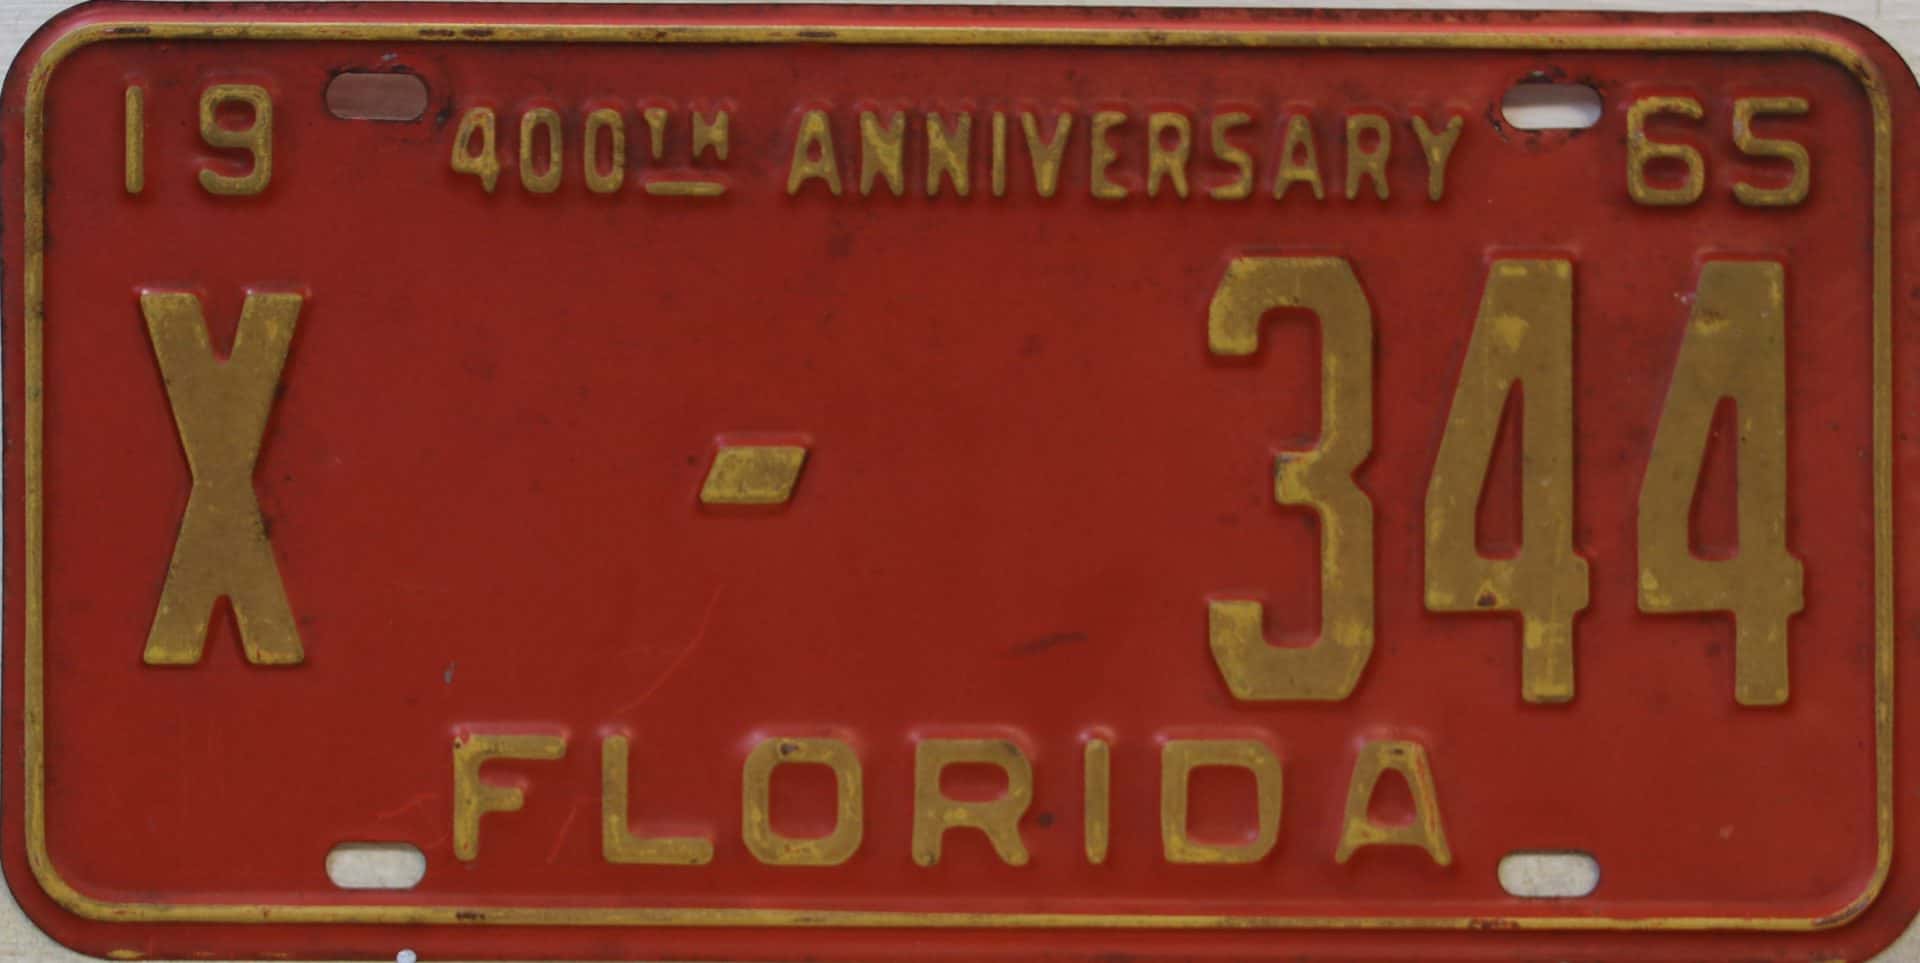 19 400TH ANNIVERSARY 65
X - 344
FLORIDA